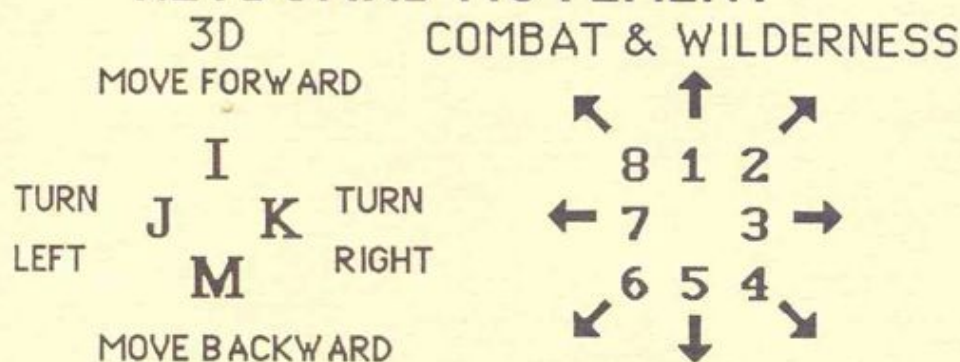 3D
MOVE FORWARD
I
TURN LEFT
J K
TURN RIGHT
M
MOVE BACKWARD
COMBAT & WILDERNESS
8 1 2
7 3
6 5 4